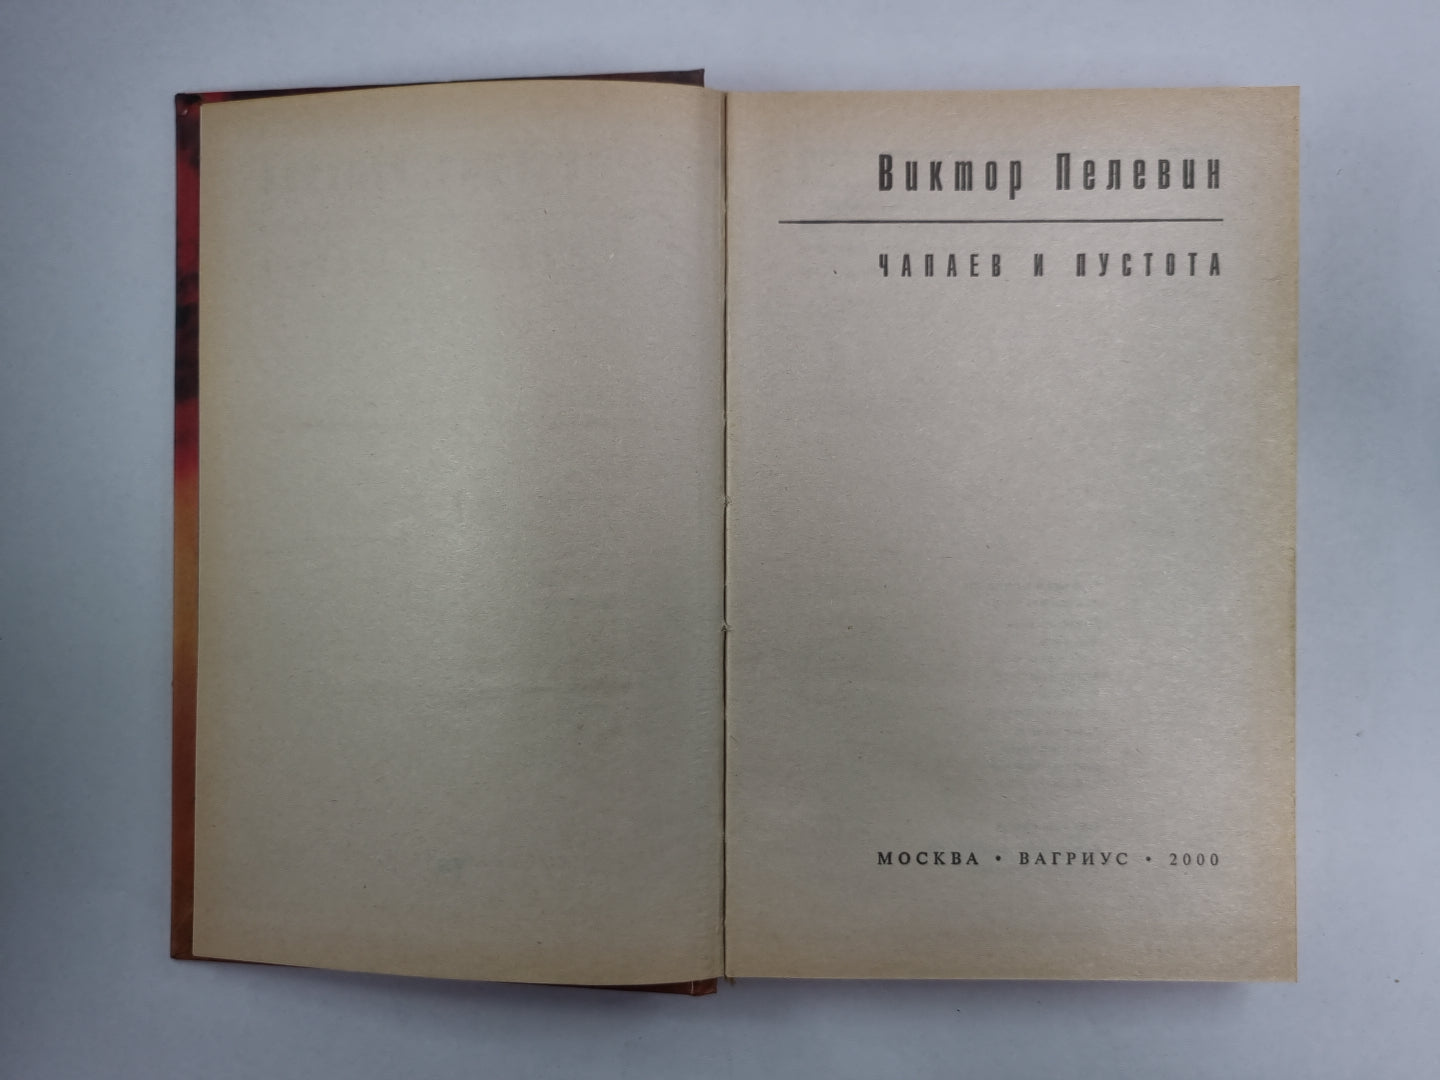 Виктор Пелевин
ЧАПАЕВ И ПУСТОТА
МОСКВА • ВАГРИУС • 2000